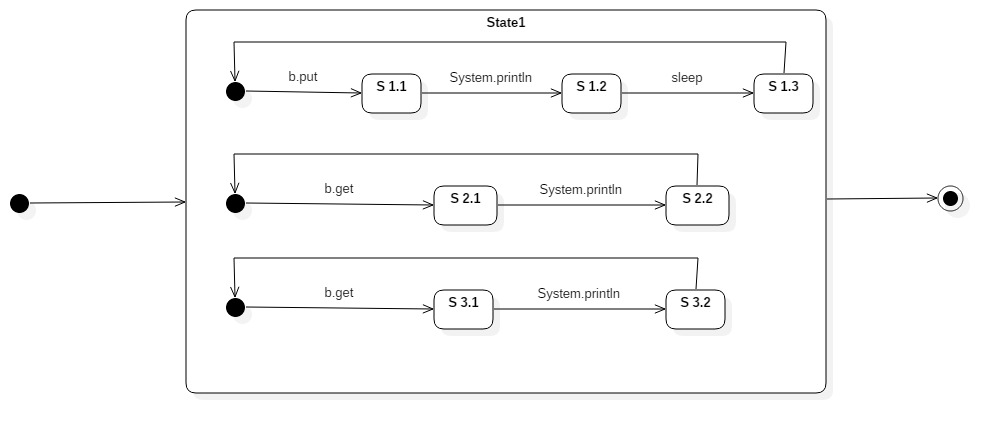 State1
b.put
S 1.1
System.println
S 1.2
sleep
S 1.3
b.get
S 2.1
System.println
S 2.2
b.get
S 3.1
System.println
S 3.2